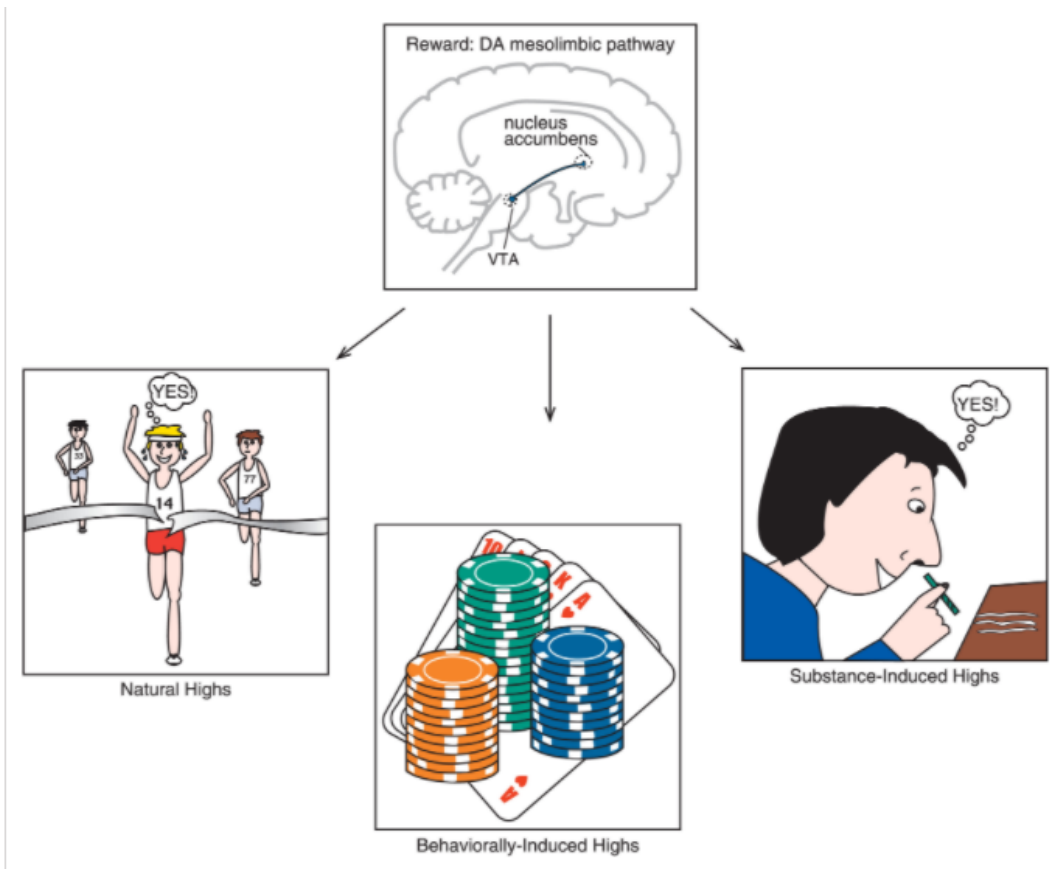 Reward: DA mesolimbic pathway
nucleus
accumbens
VTA
YES!
33
14
77
Natural Highs
10
K
A
A
Behaviorally-Induced Highs
YES!
Substance-Induced Highs